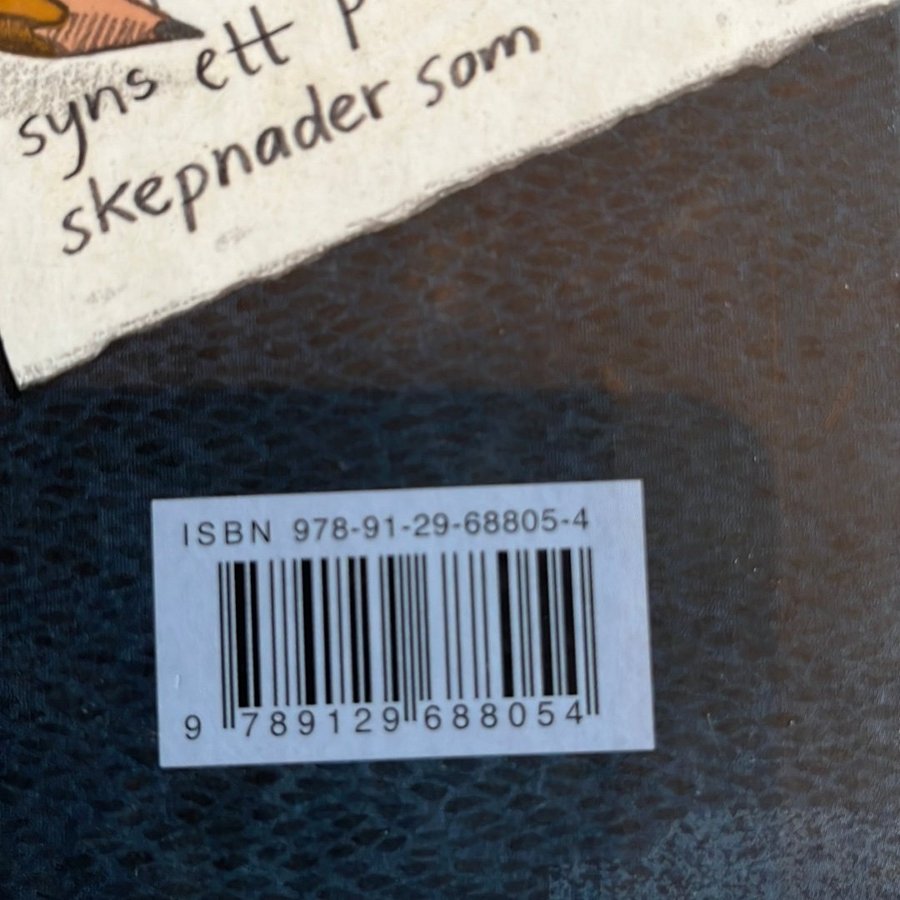 syns ett p
skepnader som
ISBN 978-91-29-68805-4
9 789129 688054